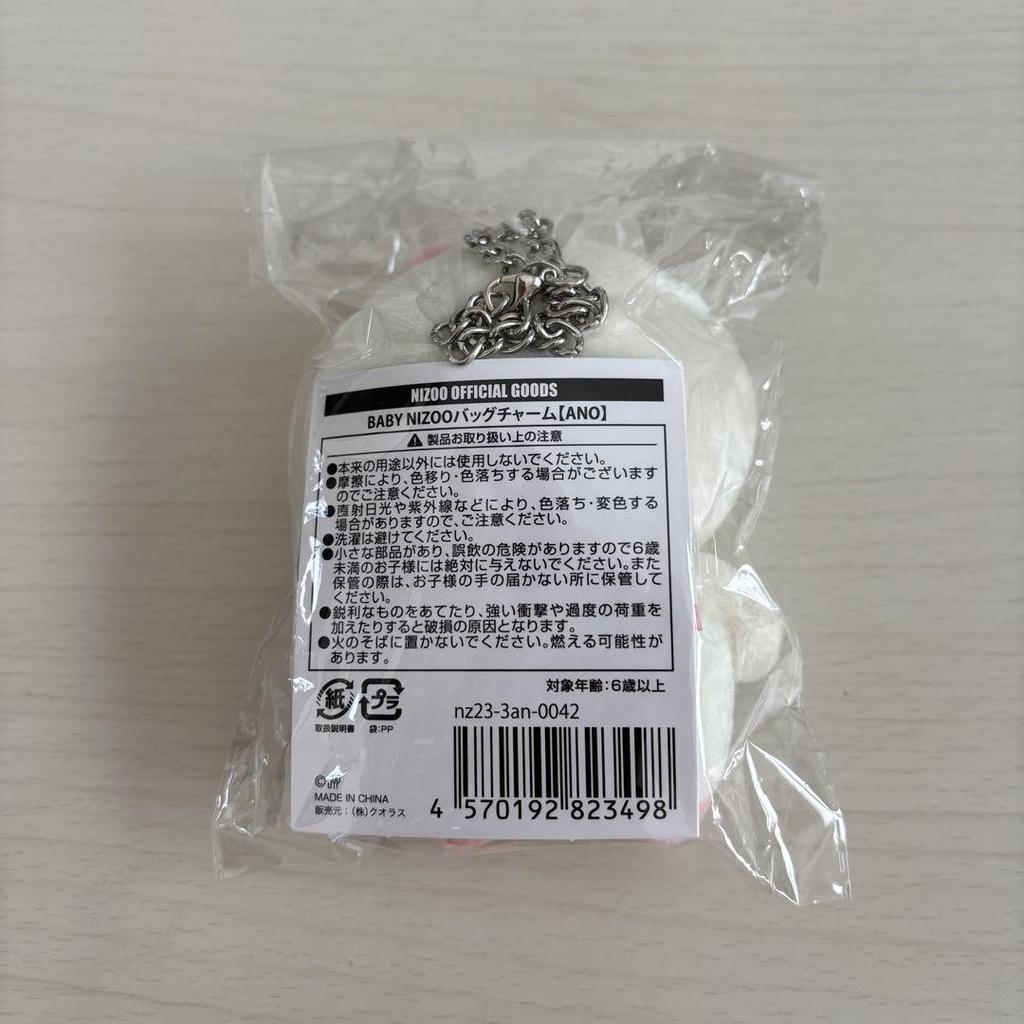 NIZOO OFFICIAL GOODS
BABY NIZOOバッグチャーム【ANO】
製品お取り扱い上の注意
●本来の用途以外には使用しないでください。
●摩擦により、色移り・色落ちする場合がございます
のでご注意ください。
●直射日光や紫外線などにより、色落ち・変色する
場合がありますので、ご注意ください。
●洗濯は避けてください。
●小さな部品があり、誤飲の危険がありますので6歳
未満のお子様には絶対に与えないでください。また
保管の際は、お子様の手の届かない所に保管して
ください。
●鋭利なものをあてたり、強い衝撃や過度の荷重を
加えたりすると破損の原因となります。
●火のそばに置かないでください。燃える可能性が
あります。
対象年齢：6歳以上
紙 プラ
取扱説明書 袋:PP
nz23-3an-0042
©
MADE IN CHINA
販売元：(株)クオラス
4 570192 823498